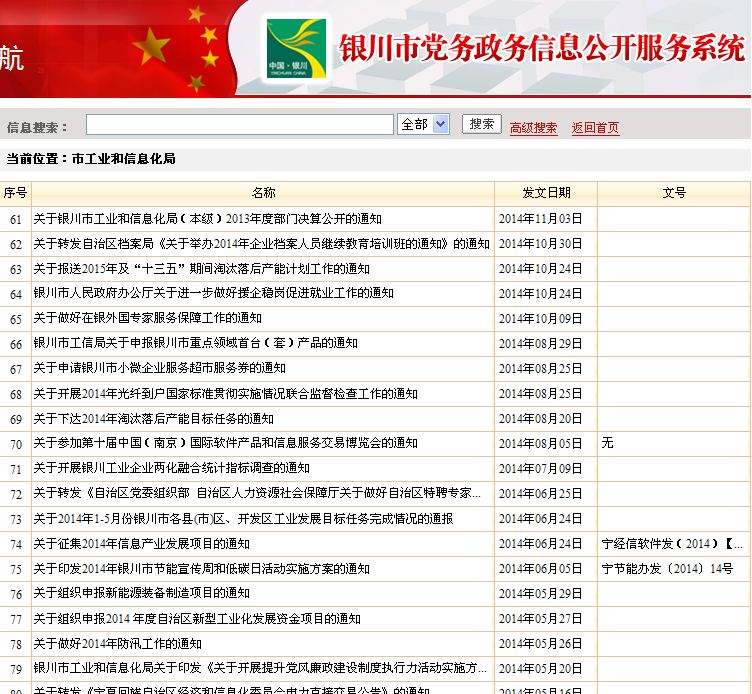 航
中国·银川
YINCHUAN CHINA
银川市党务政务信息公开服务系统
信息搜索： 全部 搜索 高级搜索 返回首页
当前位置：市工业和信息化局
序号 名称 发文日期 文号
61 关于银川市工业和信息化局（本级）2013年度部门决算公开的通知 2014年11月03日
62 关于转发自治区档案局《关于举办2014年企业档案人员继续教育培训班的通知》的通知 2014年10月30日
63 关于报送2015年及“十三五”期间淘汰落后产能计划工作的通知 2014年10月24日
64 银川市人民政府办公厅关于进一步做好援企稳岗促进就业工作的通知 2014年10月24日
65 关于做好在银外国专家服务保障工作的通知 2014年10月09日
66 银川市工信局关于申报银川市重点领域首台（套）产品的通知 2014年08月29日
67 关于申请银川市小微企业服务超市服务券的通知 2014年08月25日
68 关于开展2014年光纤到户国家标准贯彻实施情况联合监督检查工作的通知 2014年08月25日
69 关于下达2014年淘汰落后产能目标任务的通知 2014年08月20日
70 关于参加第十届中国（南京）国际软件产品和信息服务交易博览会的通知 2014年08月05日 无
71 关于开展银川工业企业两化融合统计指标调查的通知 2014年07月09日
72 关于转发《自治区党委组织部 自治区人力资源社会保障厅关于做好自治区特聘专家... 2014年06月25日
73 关于2014年1-5月份银川市各县(市)区、开发区工业发展目标任务完成情况的通报 2014年06月24日
74 关于征集2014年信息产业发展项目的通知 2014年06月24日 宁经信软件发（2014）【...
75 关于印发2014年银川市节能宣传周和低碳日活动实施方案的通知 2014年06月05日 宁节能办发〔2014〕14号
76 关于组织申报新能源装备制造项目的通知 2014年05月29日
77 关于组织申报2014 年度自治区新型工业化发展资金项目的通知 2014年05月27日
78 关于做好2014年防汛工作的通知 2014年05月26日
79 银川市工业和信息化局关于印发《关于开展提升党风廉政建设制度执行力活动实施方... 2014年05月20日
80 关于转发《宁夏回族自治区经济和信息化委员会电力直接交易公告》的通知 2014年05月16日